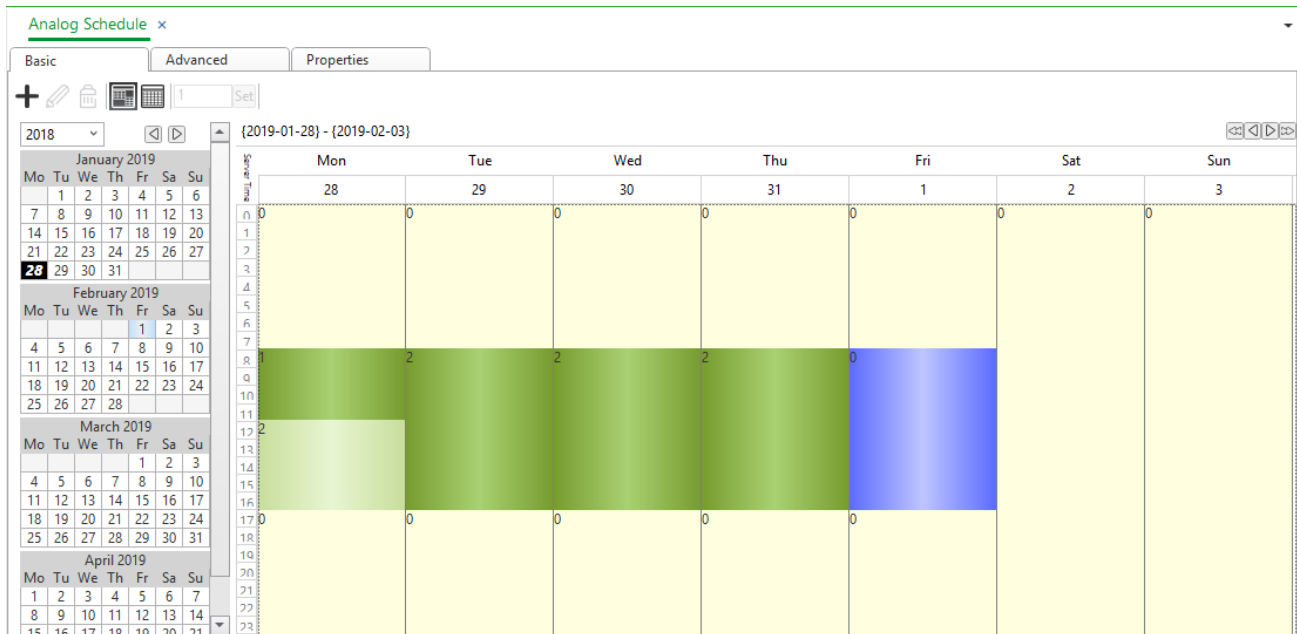 Analog Schedule ×
Basic Advanced Properties
1 Set
2018
January 2019
Mo Tu We Th Fr Sa Su
1 2 3 4 5 6
7 8 9 10 11 12 13
14 15 16 17 18 19 20
21 22 23 24 25 26 27
28 29 30 31
February 2019
Mo Tu We Th Fr Sa Su
1 2 3
4 5 6 7 8 9 10
11 12 13 14 15 16 17
18 19 20 21 22 23 24
25 26 27 28
March 2019
Mo Tu We Th Fr Sa Su
1 2 3
4 5 6 7 8 9 10
11 12 13 14 15 16 17
18 19 20 21 22 23 24
25 26 27 28 29 30 31
April 2019
Mo Tu We Th Fr Sa Su
1 2 3 4 5 6 7
8 9 10 11 12 13 14
15 16 17 18 19 20 21
{2019-01-28} - {2019-02-03}
Server Time
Mon Tue Wed Thu Fri Sat Sun
28 29 30 31 1 2 3
0 0 0 0 0 0 0 0
1
2
3
4
5
6
7
8 1 2 2 2 0
9
10
11
12 2
13
14
15
16
17 0 0 0 0 0
18
19
20
21
22
23